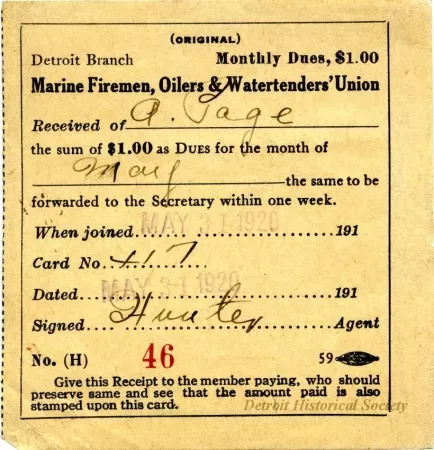 (ORIGINAL)
Detroit Branch Monthly Dues, $1.00
Marine Firemen, Oilers & Watertenders' Union
Received of A. Page
the sum of $1.00 as DUES for the month of
May the same to be
forwarded to the Secretary within one week.
MAY 31 1920
When joined 191
Card No. 417
MAY 31 1920
Dated 191
Signed Hunter Agent
No. (H) 46 59
Give this Receipt to the member paying, who should
preserve same and see that the amount paid is also
stamped upon this card.
Detroit Historical Society